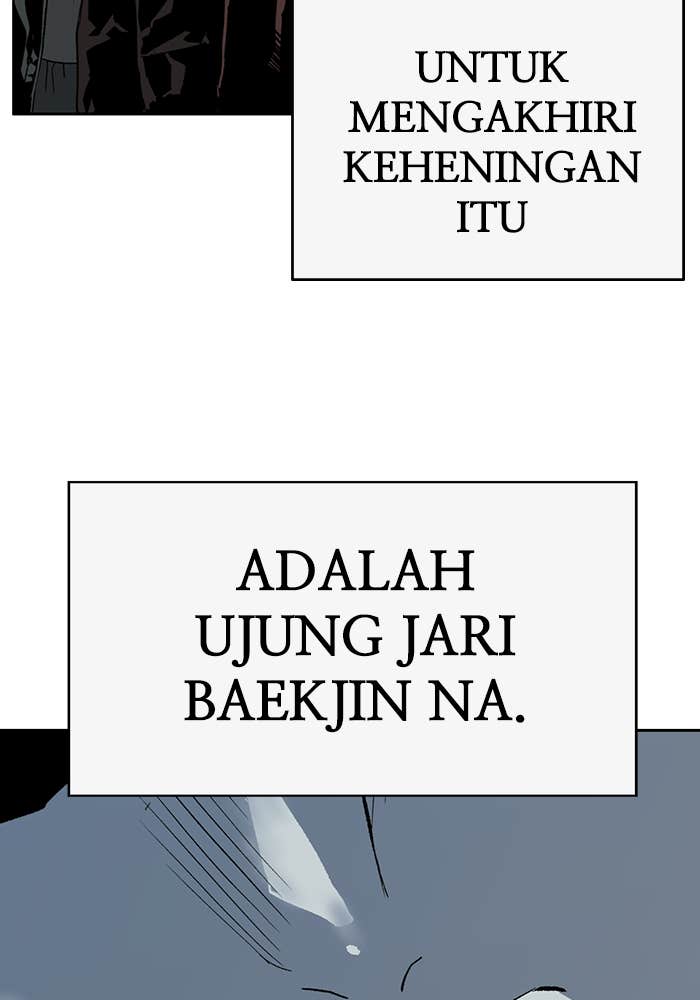 UNTUK
MENGAKHIRI
KEHENINGAN
ITU
ADALAH
UJUNG JARI
BAEKJIN NA.